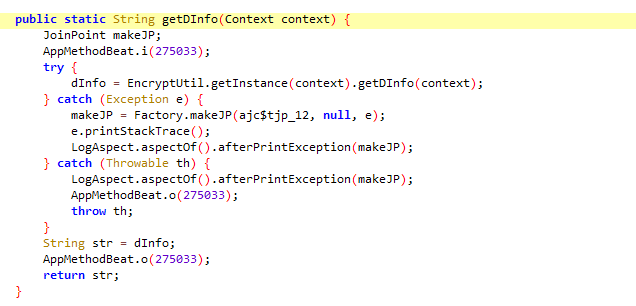 public static String getDInfo(Context context) {
JoinPoint makeJP;
AppMethodBeat.i(275033);
try {
dInfo = EncryptUtil.getInstance(context).getDInfo(context);
} catch (Exception e) {
makeJP = Factory.makeJP(ajc$tjp_12, null, e);
e.printStackTrace();
LogAspect.aspectOf().afterPrintException(makeJP);
} catch (Throwable th) {
LogAspect.aspectOf().afterPrintException(makeJP);
AppMethodBeat.o(275033);
throw th;
}
String str = dInfo;
AppMethodBeat.o(275033);
return str;
}